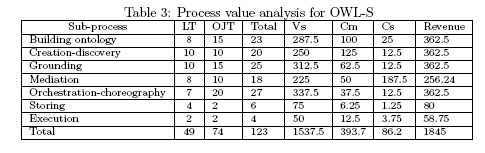 Table 3: Process value analysis for OWL-S
Sub-process LT OJT Total Vs Cm Cs Revenue
Building ontology 8 15 23 287.5 100 25 362.5
Creation-discovery 10 10 20 250 125 12.5 362.5
Grounding 10 15 25 312.5 62.5 12.5 362.5
Mediation 8 10 18 225 50 187.5 256.24
Orchestration-choreography 7 20 27 337.5 37.5 12.5 362.5
Storing 4 2 6 75 6.25 1.25 80
Execution 2 2 4 50 12.5 3.75 58.75
Total 49 74 123 1537.5 393.7 86.2 1845